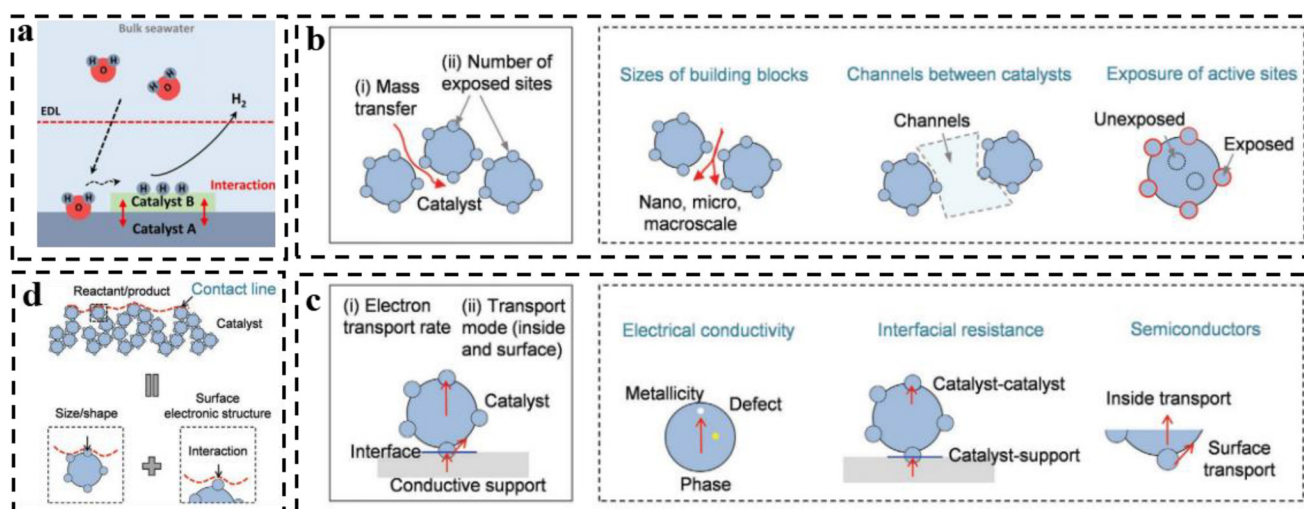 a
Bulk seawater
H H
O
H
O
H
H₂
EDL
H H H
Interaction
H H
O
Catalyst B
Catalyst A
b
(i) Mass
transfer
(ii) Number of
exposed sites
Catalyst
Sizes of building blocks
Nano, micro,
macroscale
Channels between catalysts
Channels
Exposure of active sites
Unexposed
Exposed
d
Reactant/product
Contact line
Catalyst
Size/shape
Surface
electronic structure
Interaction
c
(i) Electron
transport rate
(ii) Transport
mode (inside
and surface)
Catalyst
Interface
Conductive support
Electrical conductivity
Metallicity
Defect
Phase
Interfacial resistance
Catalyst-catalyst
Catalyst-support
Semiconductors
Inside transport
Surface
transport